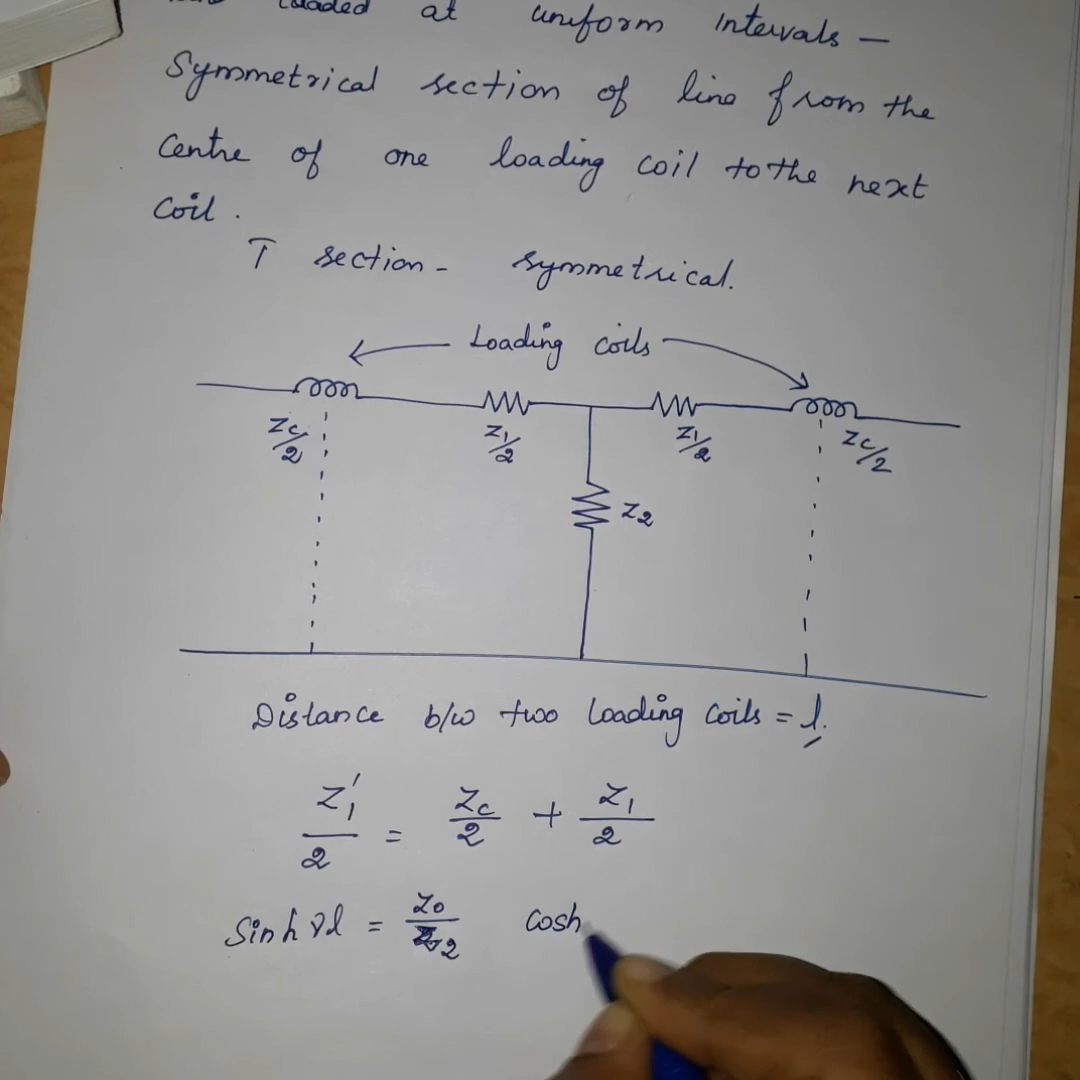 loaded at uniform Intervals —
Symmetrical section of line from the
Centre of one loading coil to the next
Coil.
T section - symmetrical.
Loading coils
Zc/2 Z1/2 Z1/2 Zc/2
Z2
Distance b/w two loading coils = l.
Z1'/2 = Zc/2 + Z1/2
Sinh γl = Z0/Z2 cosh